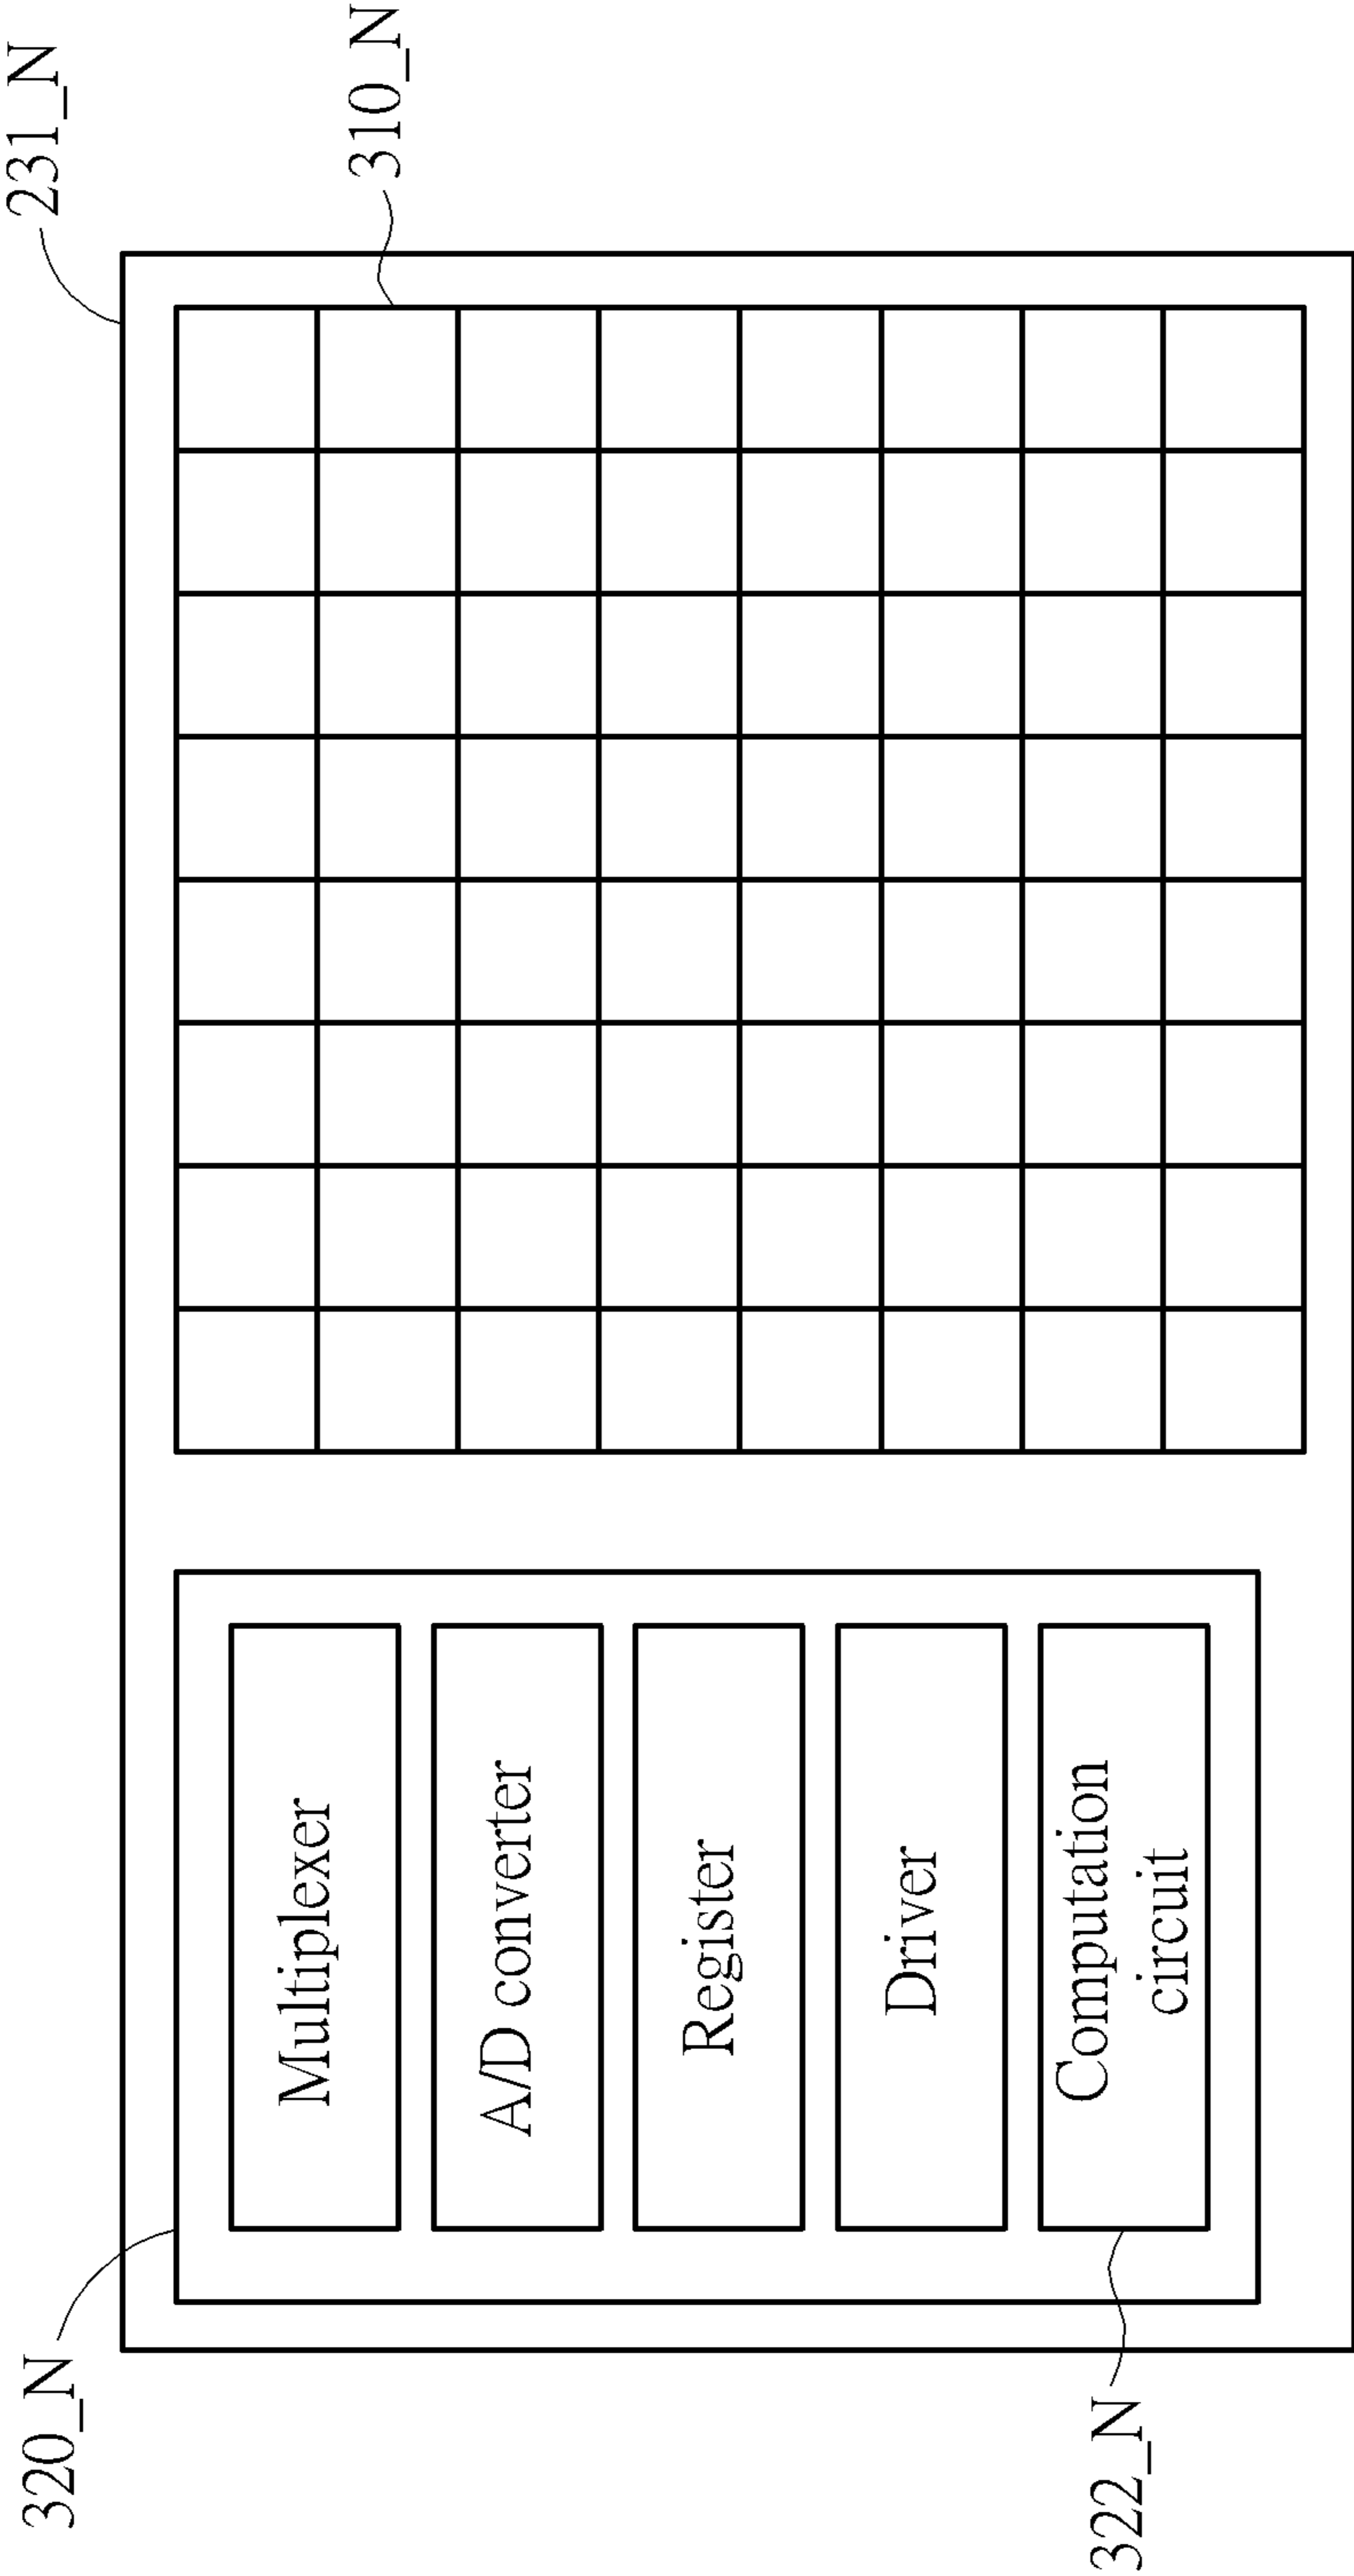 320_N
231_N
310_N
Multiplexer
A/D converter
Register
Driver
Computation
circuit
322_N